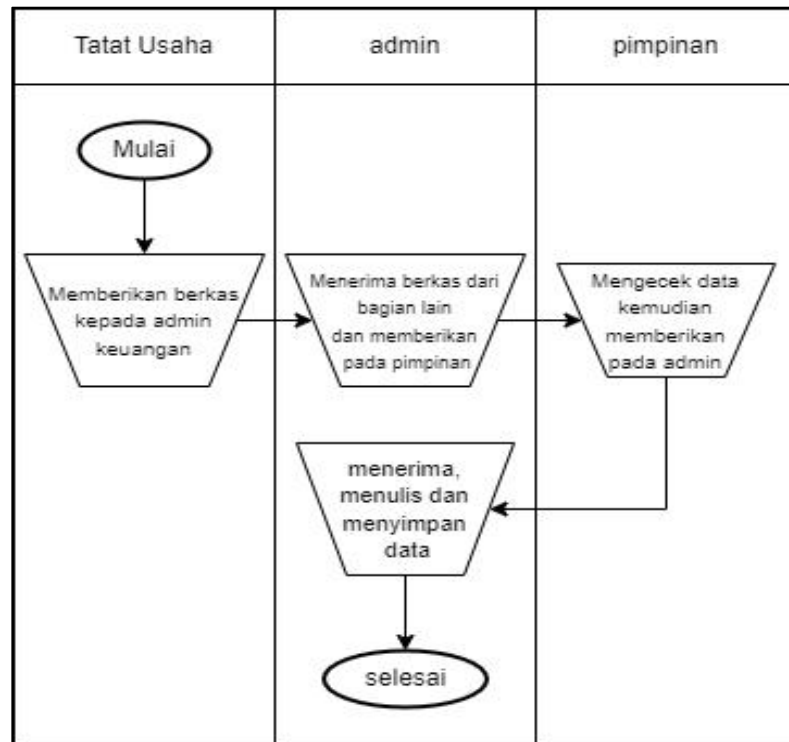 Tatat Usaha
admin
pimpinan
Mulai
Memberikan berkas
kepada admin
keuangan
Menerima berkas dari
bagian lain
dan memberikan
pada pimpinan
Mengecek data
kemudian
memberikan
pada admin
menerima,
menulis dan
menyimpan
data
selesai